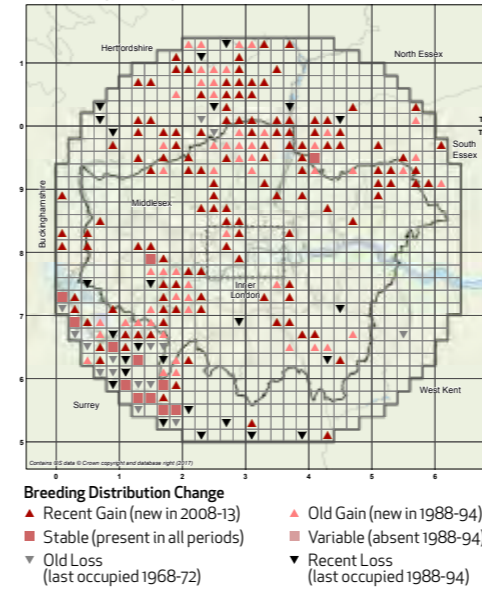 Hertfordshire
North Essex
South
Essex
Buckinghamshire
Middlesex
Inner
London
Surrey
West Kent
1
0
9
8
7
6
5
0 1 2 3 4 5 6
Contains OS data © Crown copyright and database right (2017)
Breeding Distribution Change
Recent Gain (new in 2008-13)
Old Gain (new in 1988-94)
Stable (present in all periods)
Variable (absent 1988-94)
Old Loss
(last occupied 1968-72)
Recent Loss
(last occupied 1988-94)